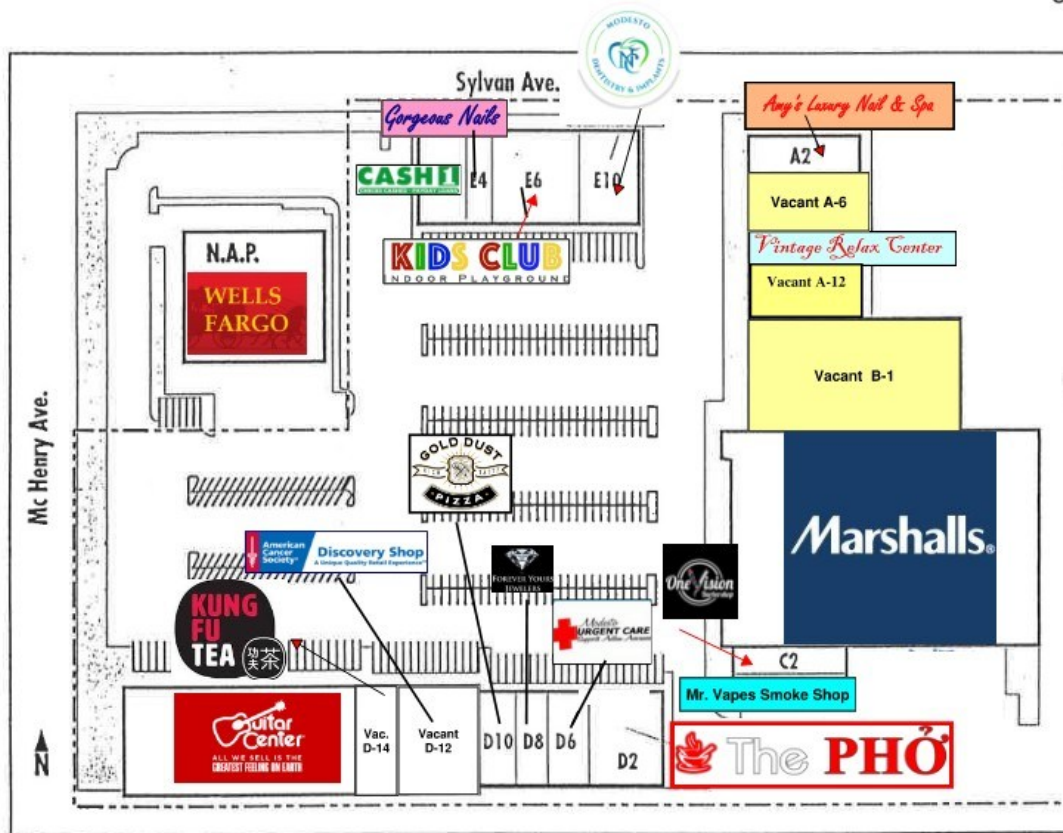 MODESTO
DENTISTRY & IMPLANTS
Sylvan Ave.
Gorgeous Nails
Amy's Luxury Nail & Spa
CASH 1
E4
E6
E10
A2
Vacant A-6
KIDS CLUB
INDOOR PLAYGROUND
Vintage Relax Center
Vacant A-12
N.A.P.
WELLS
FARGO
Vacant B-1
Mc Henry Ave.
GOLD DUST
PIZZA
Marshalls
American
Cancer
Society
Discovery Shop
A Unique Quality Retail Experience
FOREVER YOURS
JEWELERS
One Vision
Barbershop
KUNG
FU
TEA
功夫茶
Modesto
URGENT CARE
C2
Mr. Vapes Smoke Shop
Guitar
Center
ALL WE SELL IS THE
GREATEST FEELING ON EARTH
Vac.
D-14
Vacant
D-12
D10
D8
D6
D2
The PHỞ
N